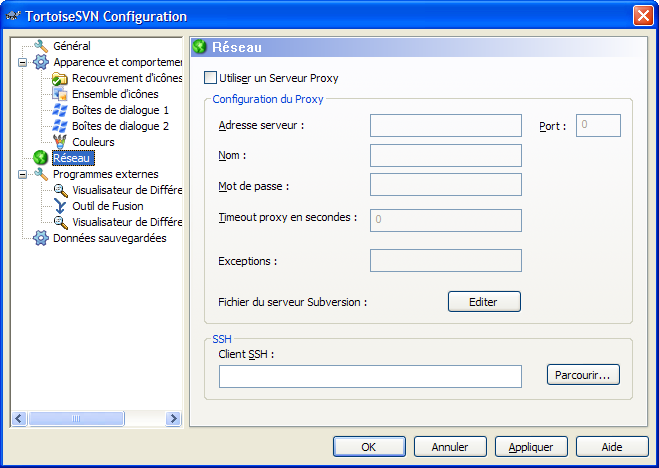 TortoiseSVN Configuration
Général
Apparence et comportemer
Recouvrement d'icônes
Ensemble d'icônes
Boîtes de dialogue 1
Boîtes de dialogue 2
Couleurs
Réseau
Programmes externes
Visualisateur de Différe
Outil de Fusion
Visualisateur de Différe
Données sauvegardées
Réseau
Utiliser un Serveur Proxy
Configuration du Proxy
Adresse serveur :
Port :
0
Nom :
Mot de passe :
Timeout proxy en secondes :
0
Exceptions :
Fichier du serveur Subversion :
Editer
SSH
Client SSH :
Parcourir...
OK
Annuler
Appliquer
Aide